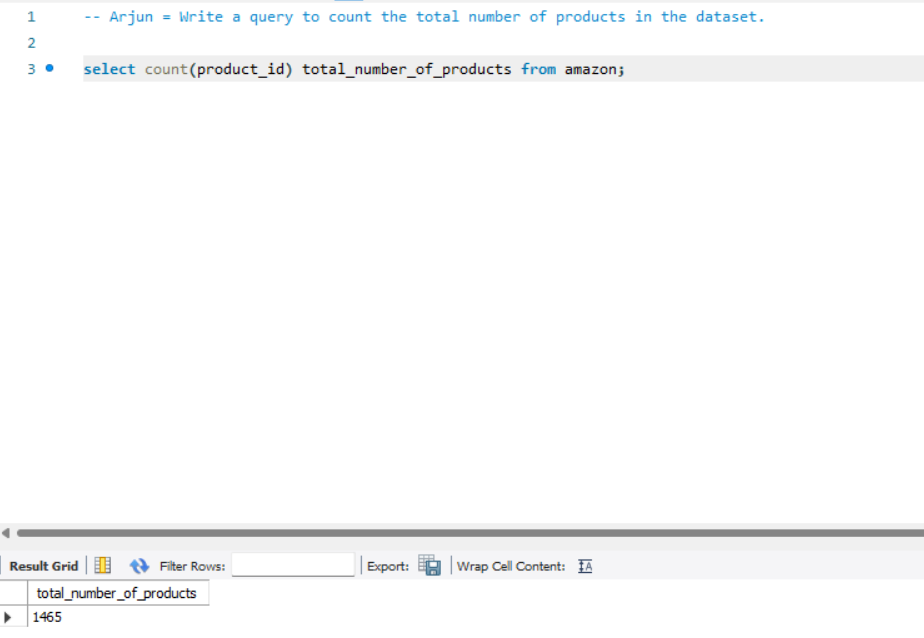 1 -- Arjun = Write a query to count the total number of products in the dataset.
2
3 select count(product_id) total_number_of_products from amazon;
Result Grid Filter Rows: Export: Wrap Cell Content: IA
total_number_of_products
1465